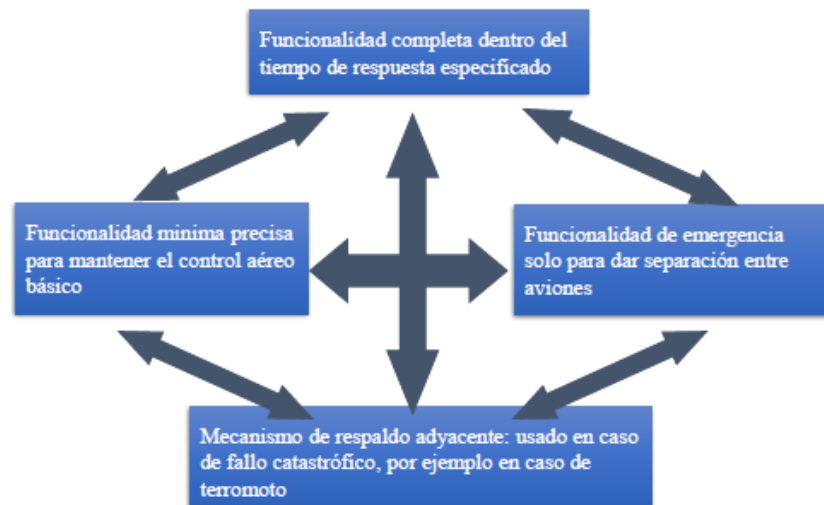 Funcionalidad completa dentro del
tiempo de respuesta especificado
Funcionalidad minima precisa
para mantener el control aéreo
básico
Funcionalidad de emergencia
solo para dar separación entre
aviones
Mecanismo de respaldo adyacente: usado en caso
de fallo catastrófico, por ejemplo en caso de
terromoto